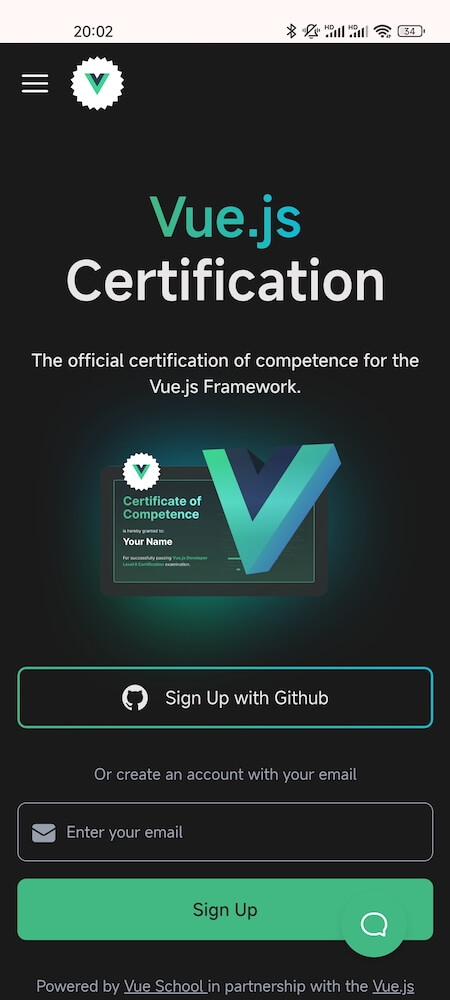 20:02
HD
HD
34
Vue.js
Certification
The official certification of competence for the
Vue.js Framework.
Certificate of
Competence
is hereby granted to:
Your Name
For successfully passing Vue.js Developer
Level II Certification examination.
Sign Up with Github
Or create an account with your email
Enter your email
Sign Up
Powered by Vue School in partnership with the Vue.js